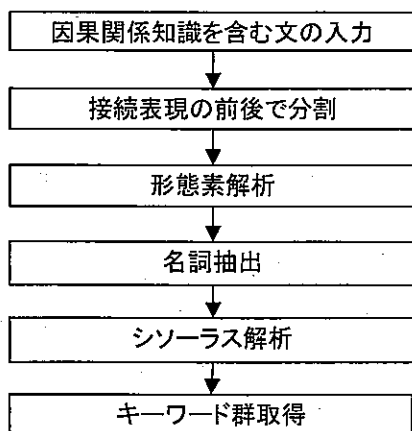 因果関係知識を含む文の入力
接続表現の前後で分割
形態素解析
名詞抽出
シソーラス解析
キーワード群取得